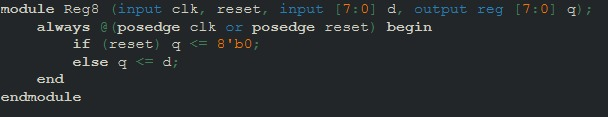 module Reg8 (input clk, reset, input [7:0] d, output reg [7:0] q);
    always @(posedge clk or posedge reset) begin
        if (reset) q <= 8'b0;
        else q <= d;
    end
endmodule